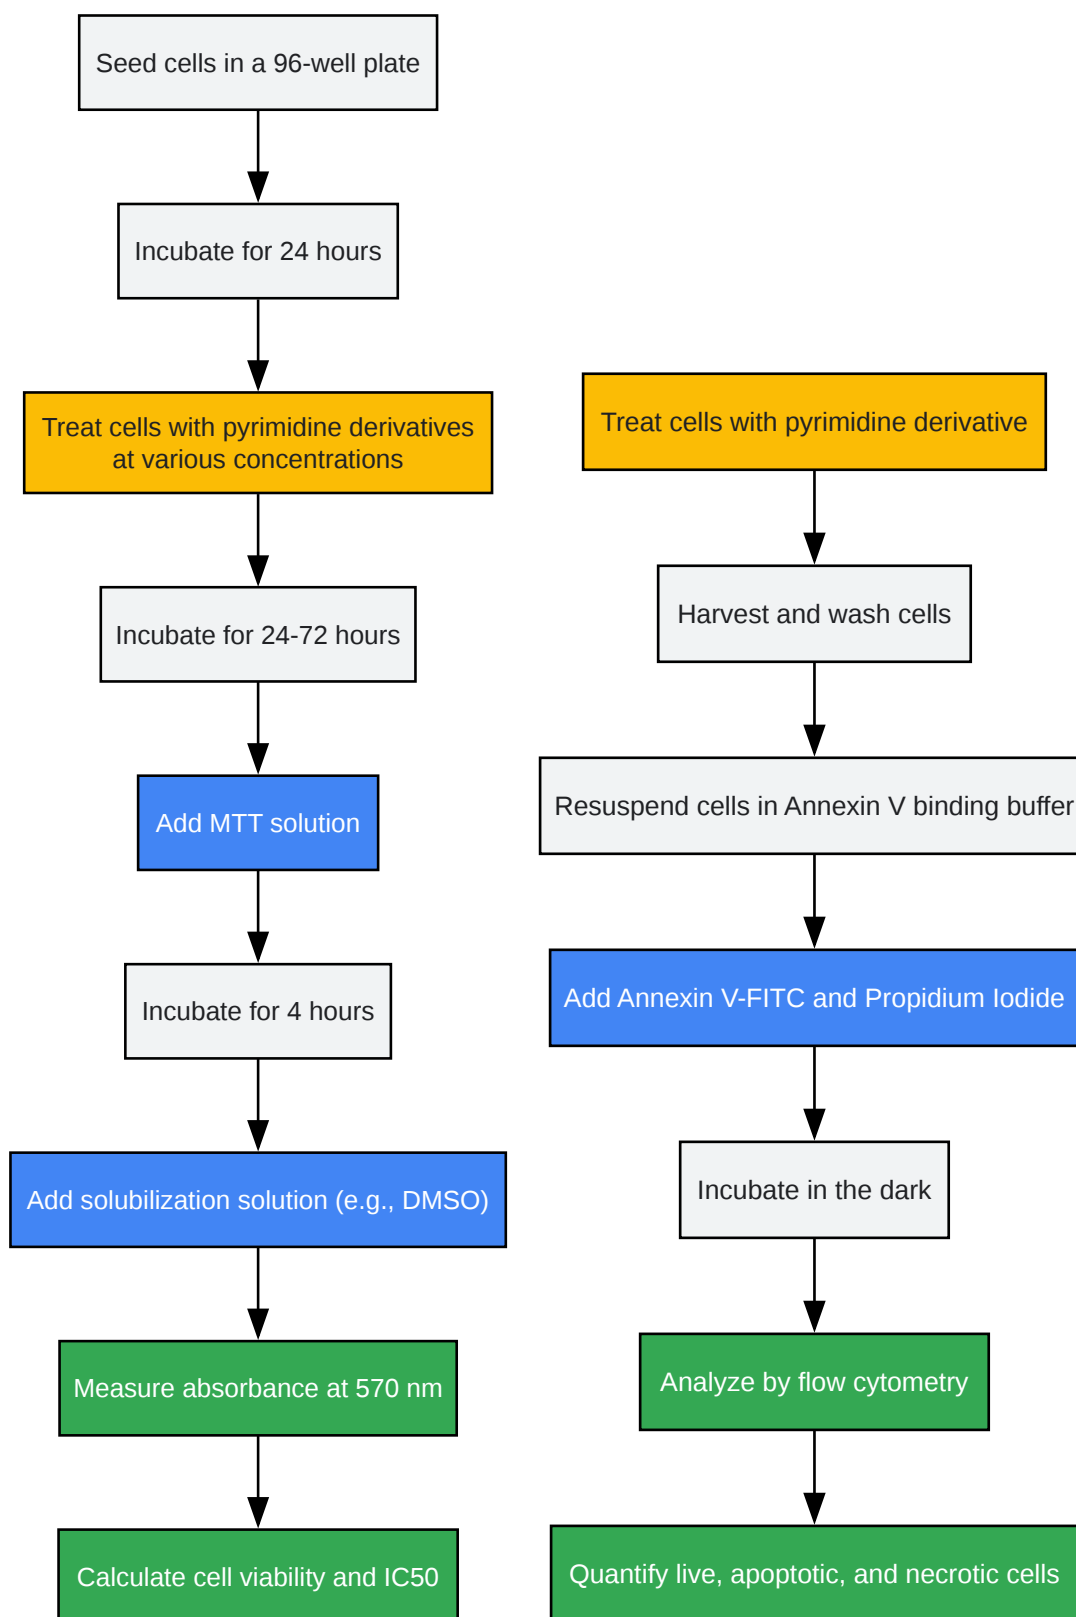 Seed cells in a 96-well plate
Incubate for 24 hours
Treat cells with pyrimidine derivatives
at various concentrations
Incubate for 24-72 hours
Add MTT solution
Incubate for 4 hours
Add solubilization solution (e.g., DMSO)
Measure absorbance at 570 nm
Calculate cell viability and IC50
Treat cells with pyrimidine derivative
Harvest and wash cells
Resuspend cells in Annexin V binding buffer
Add Annexin V-FITC and Propidium Iodide
Incubate in the dark
Analyze by flow cytometry
Quantify live, apoptotic, and necrotic cells